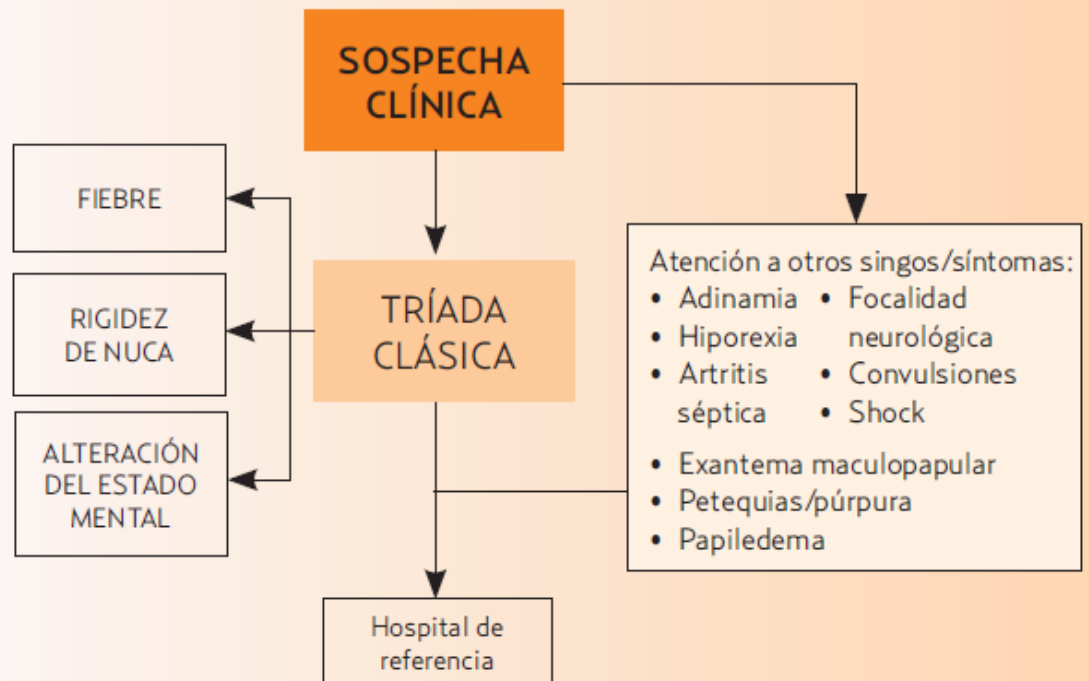 SOSPECHA
CLÍNICA
FIEBRE
RIGIDEZ
DE NUCA
ALTERACIÓN
DEL ESTADO
MENTAL
TRÍADA
CLÁSICA
Atención a otros singos/síntomas:
• Adinamia
• Hiporexia
• Artritis
séptica
• Focalidad
neurológica
• Convulsiones
• Shock
• Exantema maculopapular
• Petequias/púrpura
• Papiledema
Hospital de
referencia